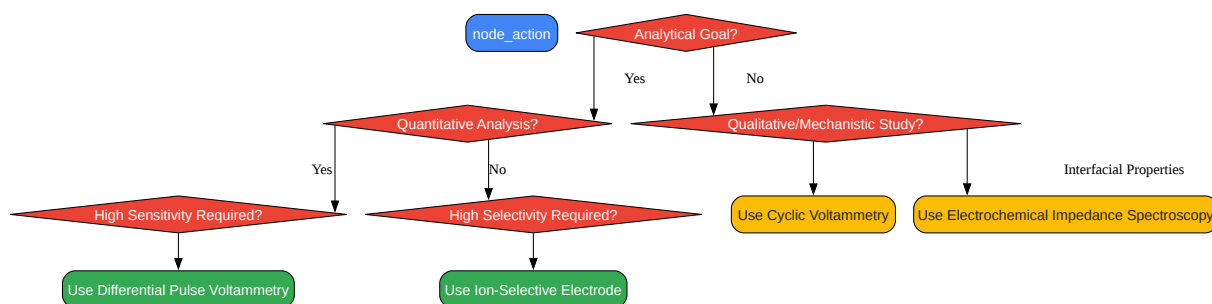 node_action
Analytical Goal?
Yes
No
Quantitative Analysis?
Qualitative/Mechanistic Study?
Yes
No
Interfacial Properties
High Sensitivity Required?
High Selectivity Required?
Use Cyclic Voltammetry
Use Electrochemical Impedance Spectroscopy
Use Differential Pulse Voltammetry
Use Ion-Selective Electrode